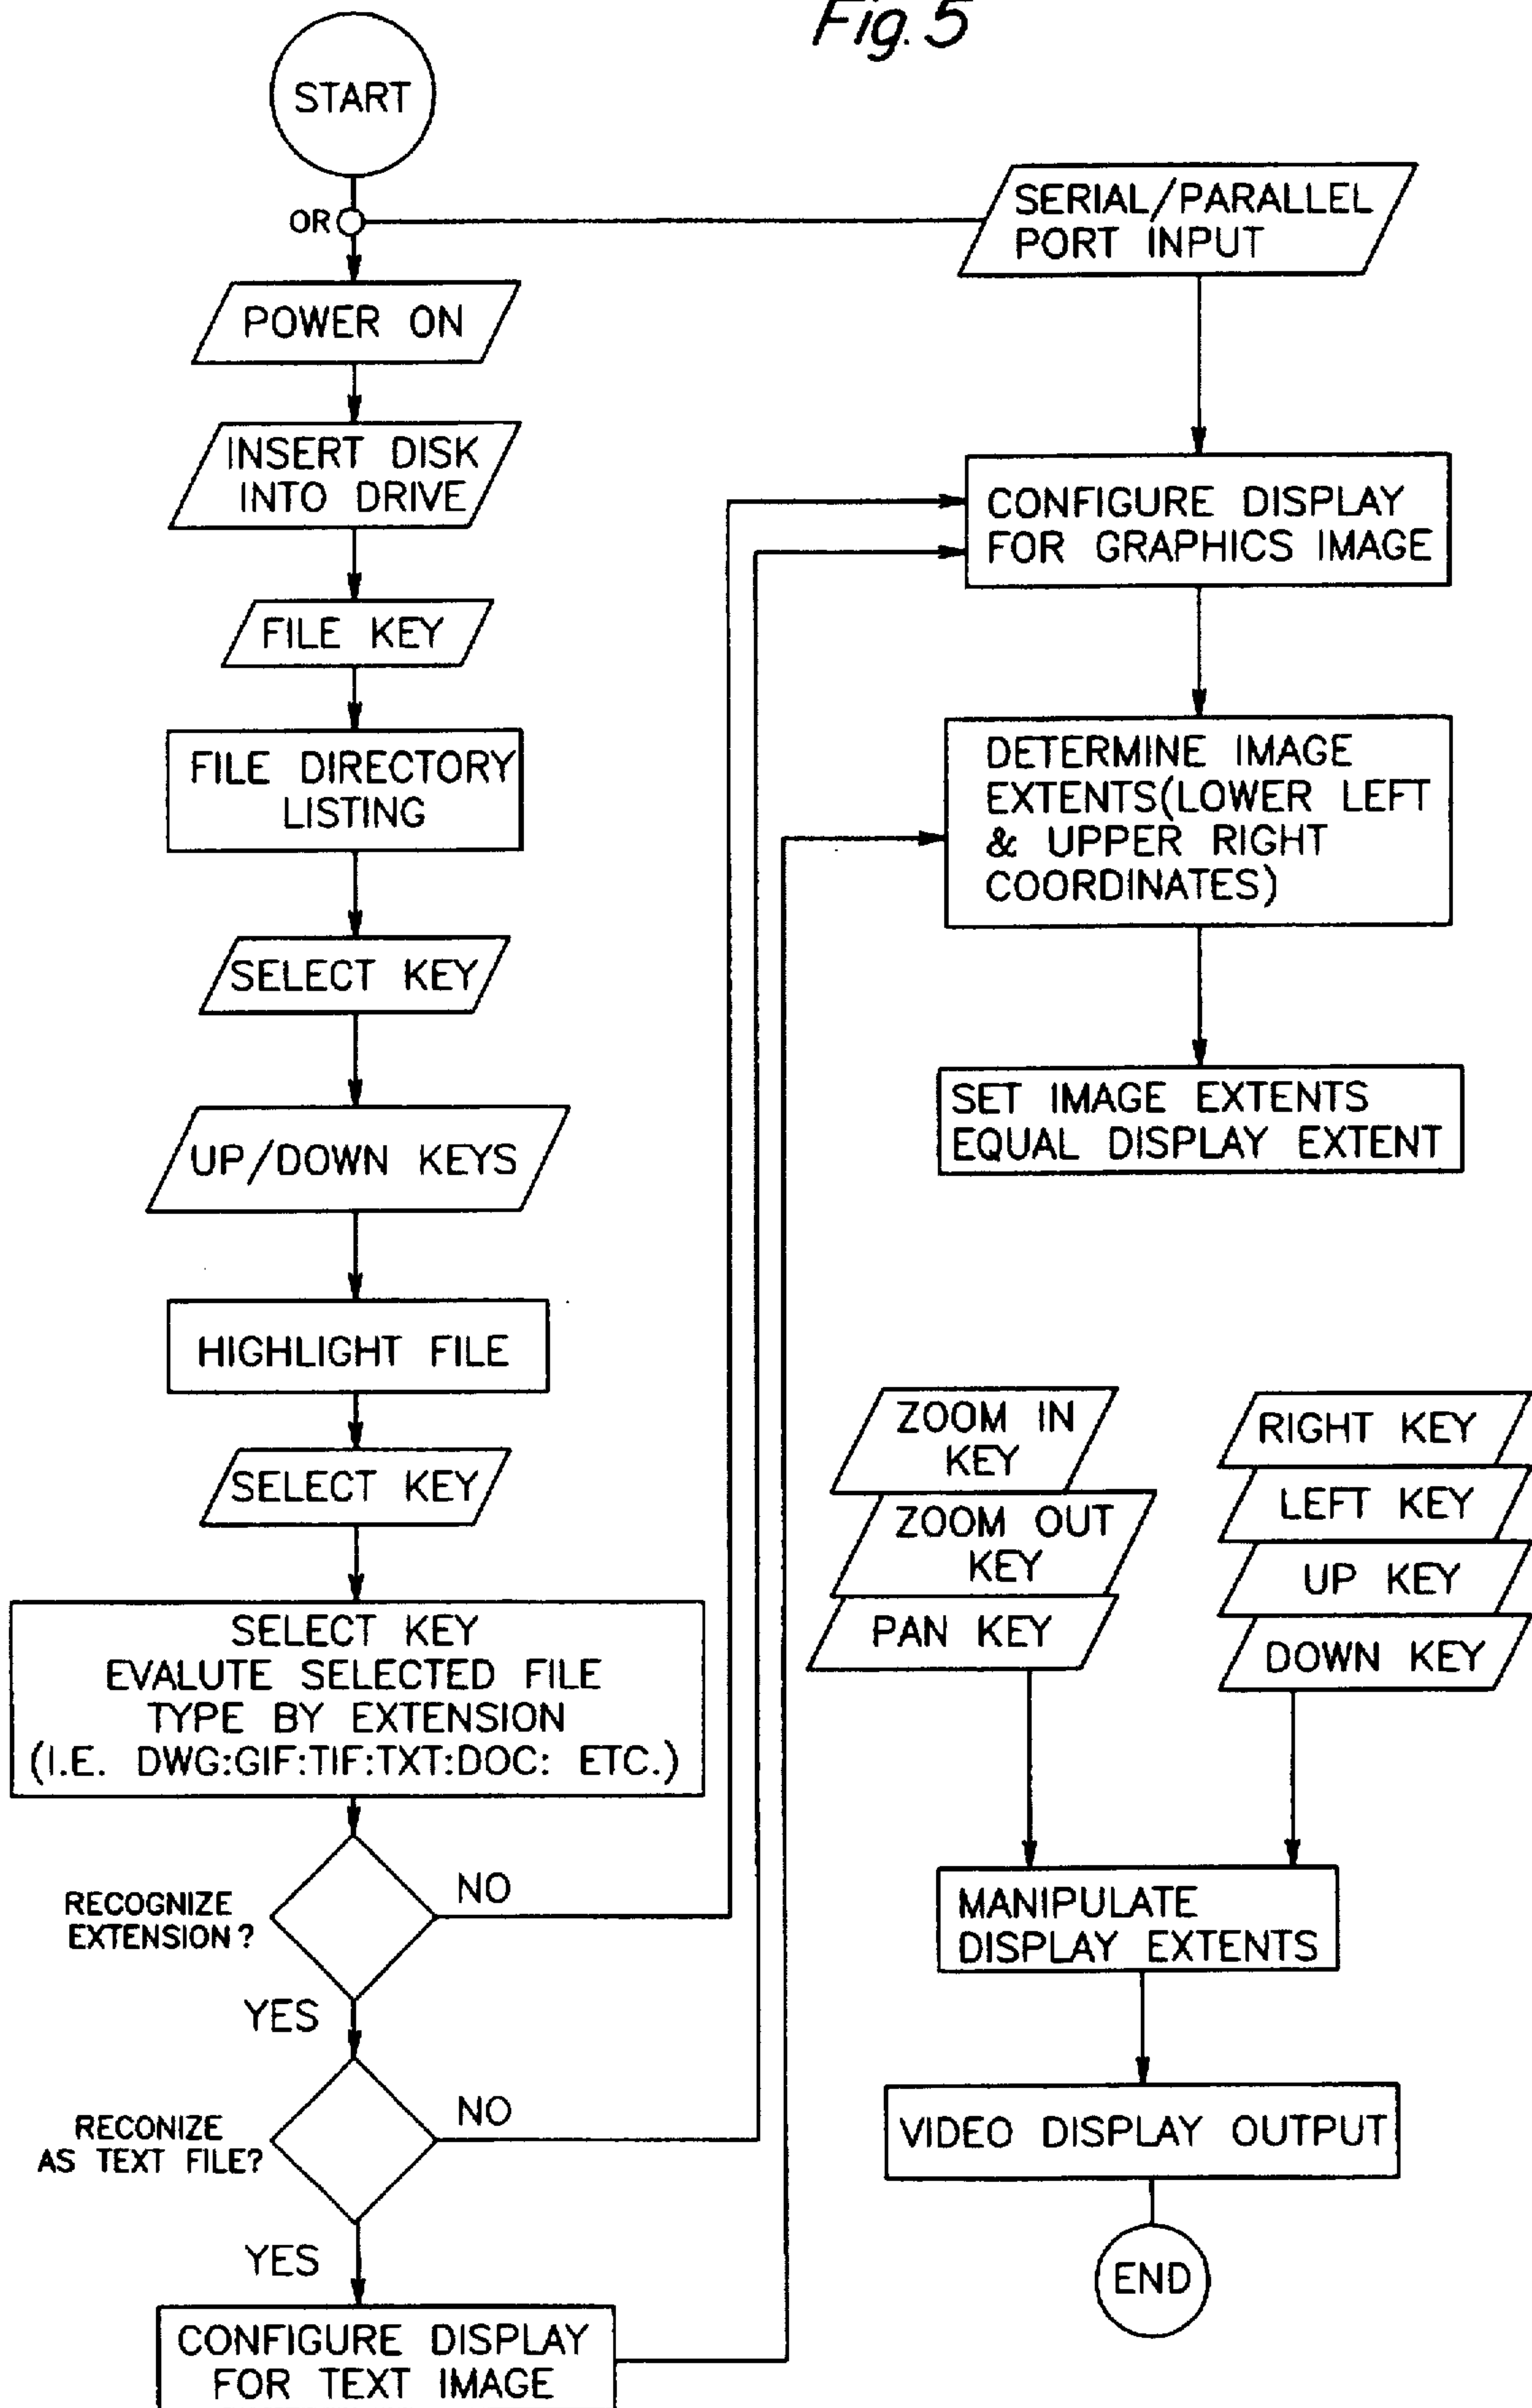 Fig. 5
START
OR
SERIAL/PARALLEL
PORT INPUT
POWER ON
INSERT DISK
INTO DRIVE
FILE KEY
FILE DIRECTORY
LISTING
SELECT KEY
UP/DOWN KEYS
HIGHLIGHT FILE
SELECT KEY
SELECT KEY
EVALUTE SELECTED FILE
TYPE BY EXTENSION
(I.E. DWG:GIF:TIF:TXT:DOC: ETC.)
RECOGNIZE
EXTENSION?
NO
YES
RECONIZE
AS TEXT FILE?
NO
YES
CONFIGURE DISPLAY
FOR TEXT IMAGE
CONFIGURE DISPLAY
FOR GRAPHICS IMAGE
DETERMINE IMAGE
EXTENTS(LOWER LEFT
& UPPER RIGHT
COORDINATES)
SET IMAGE EXTENTS
EQUAL DISPLAY EXTENT
ZOOM IN
KEY
ZOOM OUT
KEY
PAN KEY
RIGHT KEY
LEFT KEY
UP KEY
DOWN KEY
MANIPULATE
DISPLAY EXTENTS
VIDEO DISPLAY OUTPUT
END